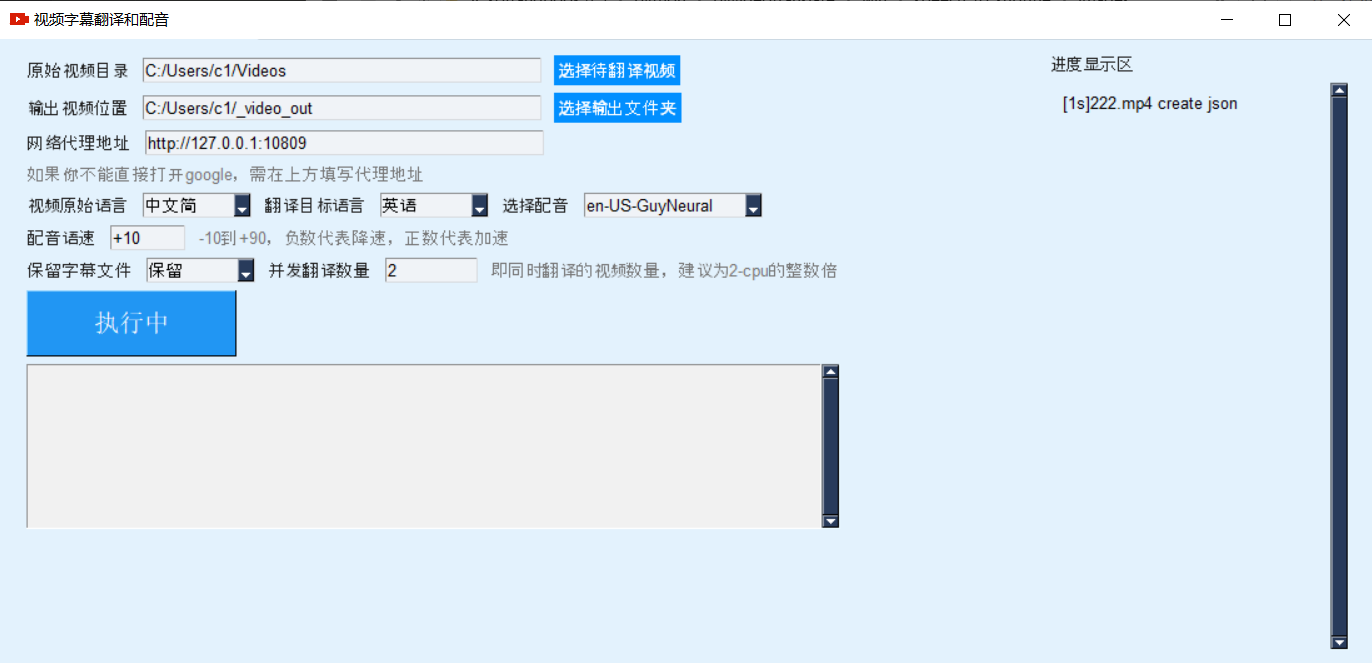 视频字幕翻译和配音
原始视频目录 C:/Users/c1/Videos 选择待翻译视频
进度显示区
[1s]222.mp4 create json
输出视频位置 C:/Users/c1/_video_out 选择输出文件夹
网络代理地址 http://127.0.0.1:10809
如果你不能直接打开google，需在上方填写代理地址
视频原始语言 中文简 翻译目标语言 英语 选择配音 en-US-GuyNeural
配音语速 +10 -10到+90，负数代表降速，正数代表加速
保留字幕文件 保留 并发翻译数量 2 即同时翻译的视频数量，建议为2-cpu的整数倍
执行中